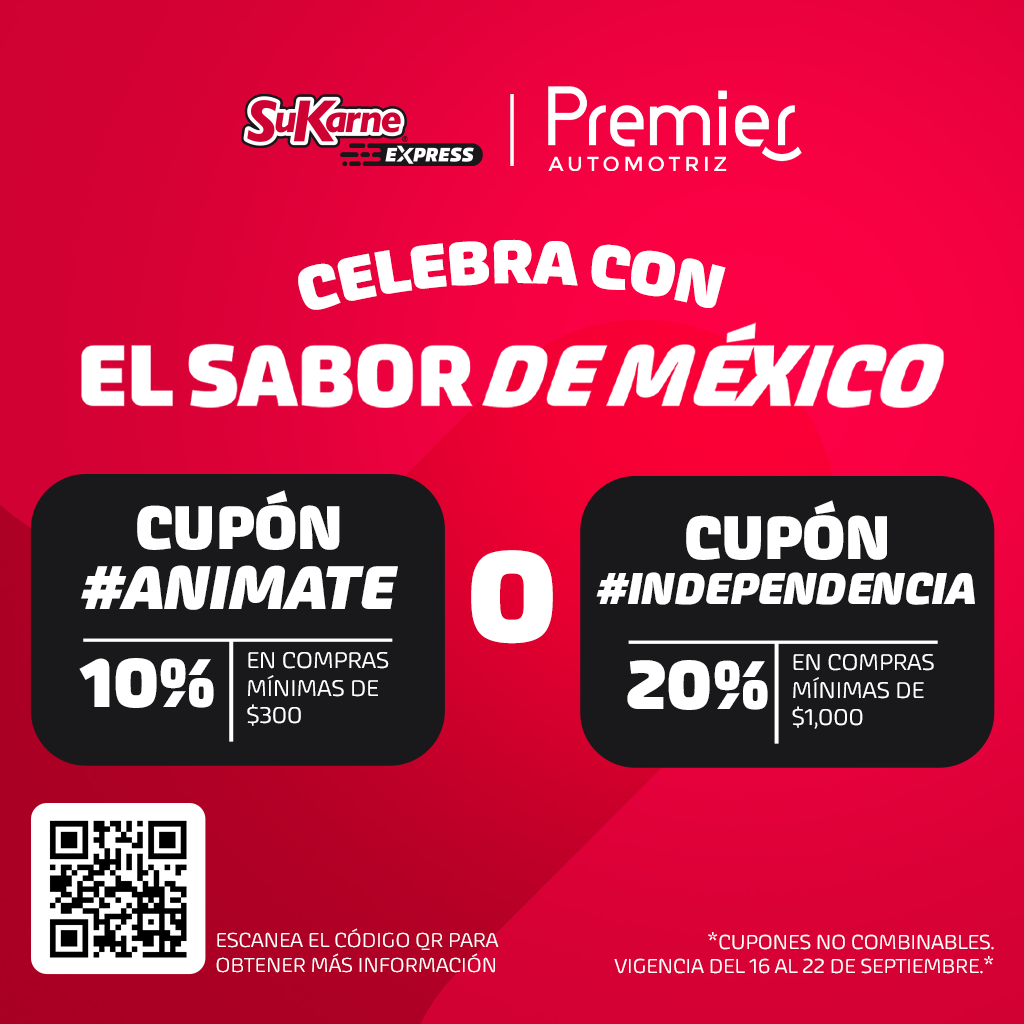 SuKarne
EXPRESS
Premier
AUTOMOTRIZ
CELEBRA CON
EL SABOR DE MÉXICO
CUPÓN
#ANIMATE
10%
EN COMPRAS
MÍNIMAS DE
$300
O
CUPÓN
#INDEPENDENCIA
20%
EN COMPRAS
MÍNIMAS DE
$1,000
ESCANEA EL CÓDIGO QR PARA
OBTENER MÁS INFORMACIÓN
*CUPONES NO COMBINABLES.
VIGENCIA DEL 16 AL 22 DE SEPTIEMBRE.*